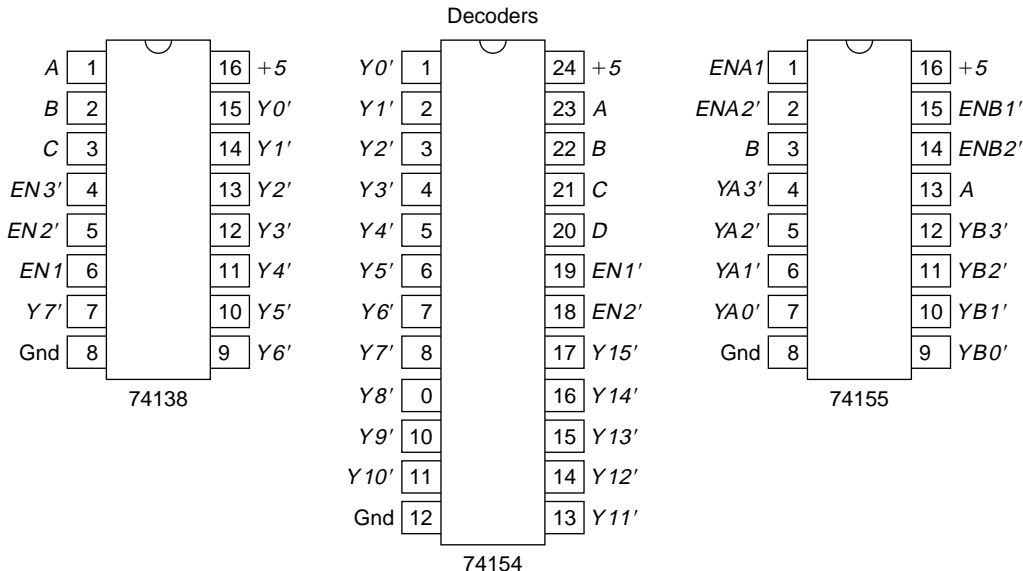 Decoders
A 1 16 +5
B 2 15 Y0′
C 3 14 Y1′
EN3′ 4 13 Y2′
EN2′ 5 12 Y3′
EN1 6 11 Y4′
Y7′ 7 10 Y5′
Gnd 8 9 Y6′
74138
Y0′ 1 24 +5
Y1′ 2 23 A
Y2′ 3 22 B
Y3′ 4 21 C
Y4′ 5 20 D
Y5′ 6 19 EN1′
Y6′ 7 18 EN2′
Y7′ 8 17 Y15′
Y8′ 0 16 Y14′
Y9′ 10 15 Y13′
Y10′ 11 14 Y12′
Gnd 12 13 Y11′
74154
ENA1 1 16 +5
ENA2′ 2 15 ENB1′
B 3 14 ENB2′
YA3′ 4 13 A
YA2′ 5 12 YB3′
YA1′ 6 11 YB2′
YA0′ 7 10 YB1′
Gnd 8 9 YB0′
74155